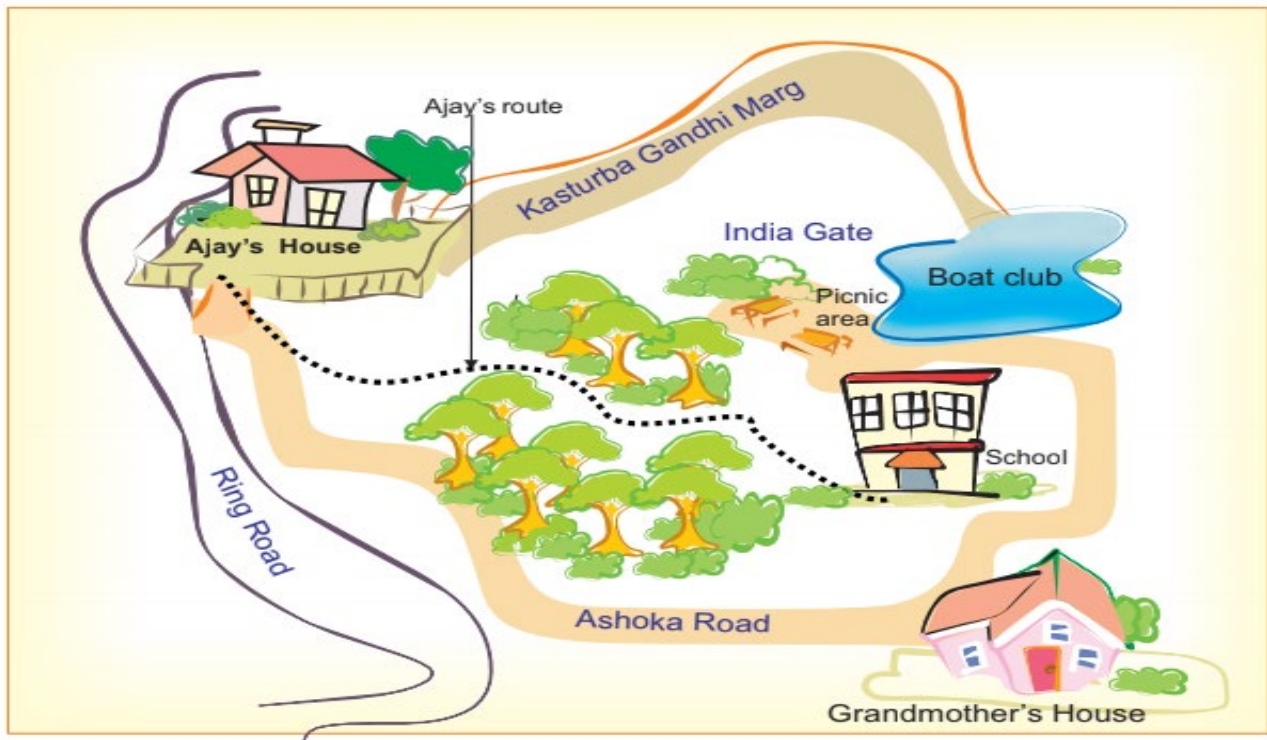 Ajay's route
Kasturba Gandhi Marg
Ajay's House
India Gate
Boat club
Picnic
area
School
Ring Road
Ashoka Road
Grandmother's House